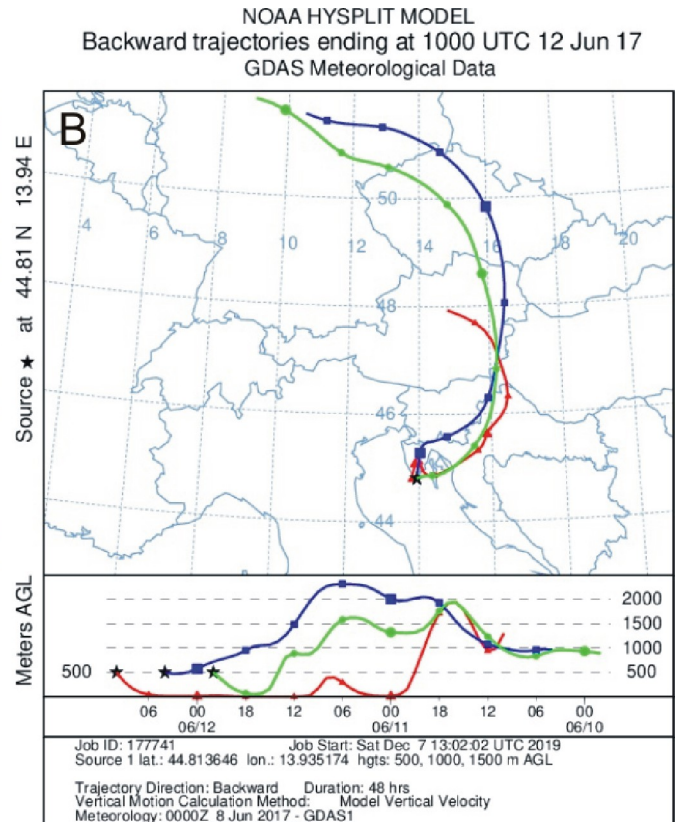 NOAA HYSPLIT MODEL
Backward trajectories ending at 1000 UTC 12 Jun 17
GDAS Meteorological Data
B
Source ★ at 44.81 N 13.94 E
4 6 8 10 12 14 16 20
50
48
46
44
Meters AGL
2000
1500
1000
500 500
06 00 18 12 06 00 18 12 06 00
06/12 06/11 06/10
Job ID: 177741 Job Start: Sat Dec 7 13:02:02 UTC 2019
Source 1 lat.: 44.813646 lon.: 13.935174 hgts: 500, 1000, 1500 m AGL
Trajectory Direction: Backward Duration: 48 hrs
Vertical Motion Calculation Method: Model Vertical Velocity
Meteorology: 0000Z 8 Jun 2017 - GDAS1